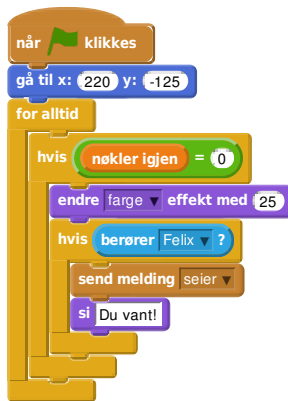 når klikkes
gå til x: 220 y: -125
for alltid
hvis nøkler igjen = 0
endre farge effekt med 25
hvis berører Felix ?
send melding seier
si Du vant!